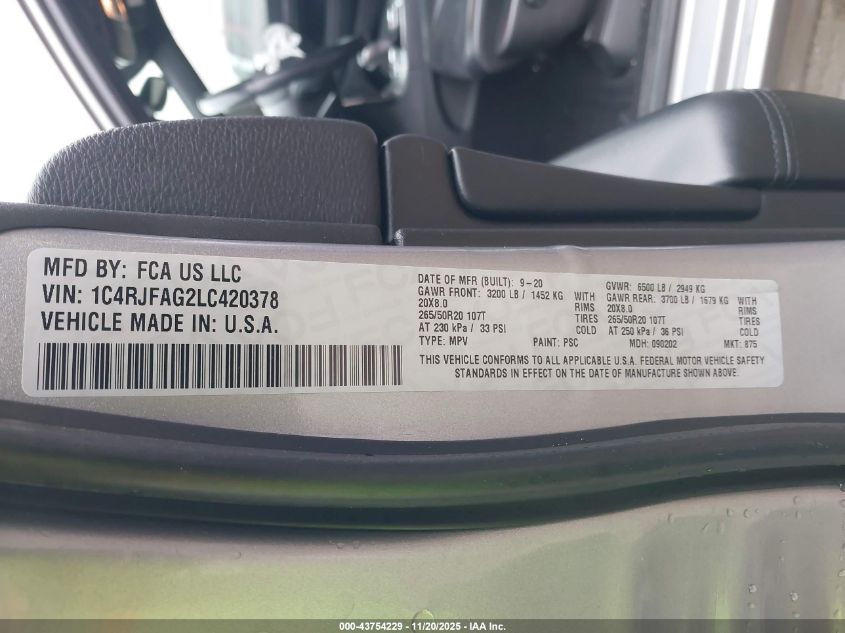 MFD BY: FCA US LLC
VIN: 1C4RJFAG2LC420378
VEHICLE MADE IN: U.S.A.
DATE OF MFR (BUILT): 9-20 GVWR: 6500 LB / 2949 KG
GAWR FRONT: 3200 LB / 1452 KG WITH GAWR REAR: 3700 LB / 1679 KG WITH
20X8.0 RIMS 20X8.0 RIMS
265/50R20 107T TIRES 265/50R20 107T TIRES
AT 230 kPa / 33 PSI COLD AT 250 kPa / 36 PSI COLD
TYPE: MPV PAINT: PSC MDH: 090202 MKT: 875
THIS VEHICLE CONFORMS TO ALL APPLICABLE U.S.A. FEDERAL MOTOR VEHICLE SAFETY
STANDARDS IN EFFECT ON THE DATE OF MANUFACTURE SHOWN ABOVE.
000-43754229 - 11/20/2025 - IAA Inc.